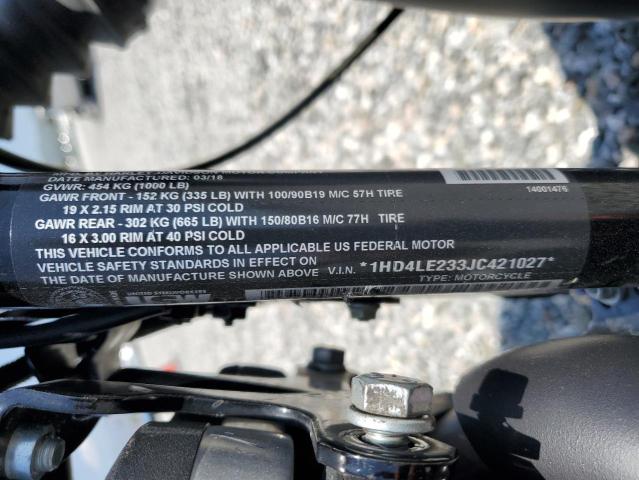 DATE MANUFACTURED: 03/18
GVWR: 454 KG (1000 LB)
GAWR FRONT - 152 KG (335 LB) WITH 100/90B19 M/C 57H TIRE
19 X 2.15 RIM AT 30 PSI COLD
GAWR REAR - 302 KG (665 LB) WITH 150/80B16 M/C 77H TIRE
16 X 3.00 RIM AT 40 PSI COLD
THIS VEHICLE CONFORMS TO ALL APPLICABLE US FEDERAL MOTOR
VEHICLE SAFETY STANDARDS IN EFFECT ON
THE DATE OF MANUFACTURE SHOWN ABOVE V.I.N. *1HD4LE233JC421027*
TYPE: MOTORCYCLE
14001476
UNITED STEELWORKERS